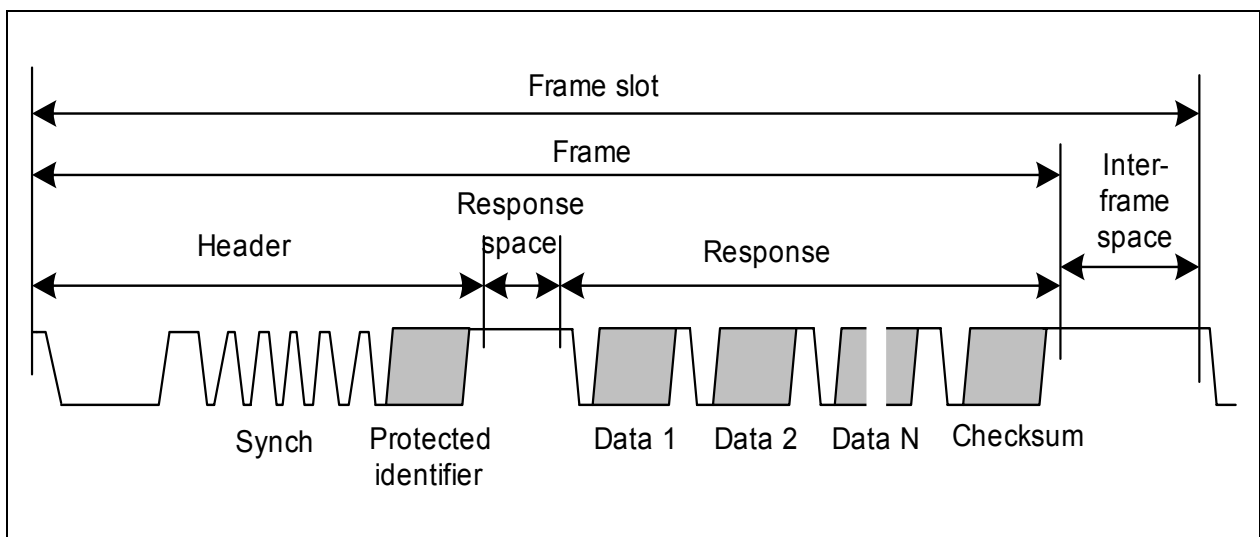 Frame slot
Frame
Inter-
frame
space
Response
space
Header
Response
Synch
Protected
identifier
Data 1
Data 2
Data N
Checksum